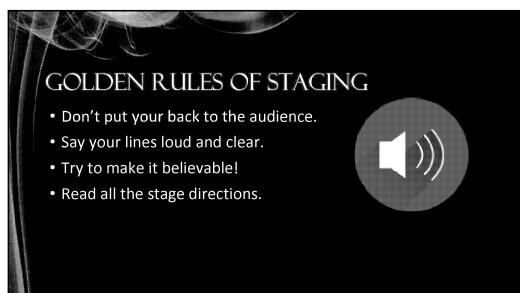 GOLDEN RULES OF STAGING
• Don’t put your back to the audience.
• Say your lines loud and clear.
• Try to make it believable!
• Read all the stage directions.